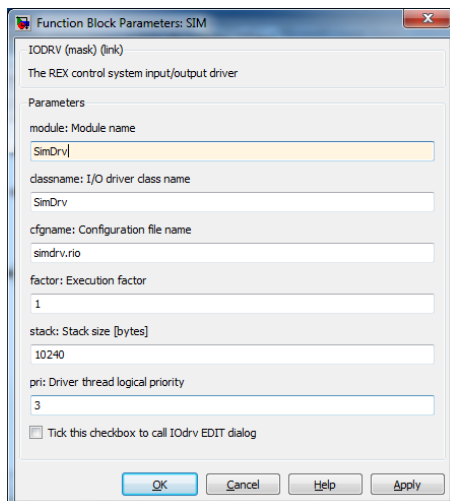 Function Block Parameters: SIM
IODRV (mask) (link)
The REX control system input/output driver
Parameters
module: Module name
SimDrv
classname: I/O driver class name
SimDrv
cfgname: Configuration file name
simdrv.rio
factor: Execution factor
1
stack: Stack size [bytes]
10240
pri: Driver thread logical priority
3
Tick this checkbox to call IOdrv EDIT dialog
OK Cancel Help Apply